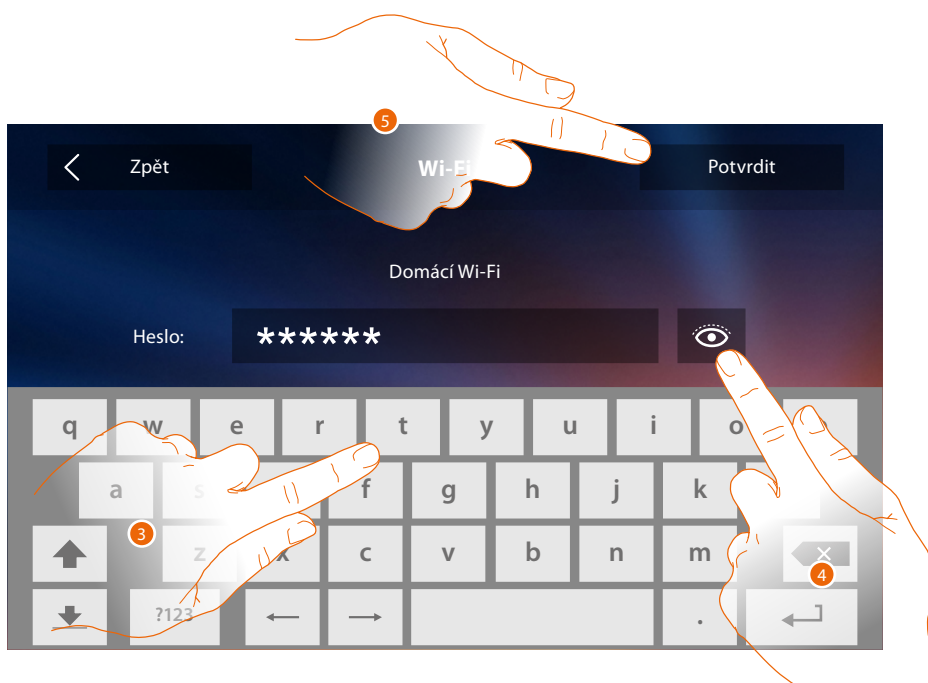 5
Zpět
Wi-Fi
Potvrdit
Domácí Wi-Fi
Heslo:
******
q w e r t y u i o p
a s f g h j k
3
z x c v b n m
4
?123
.